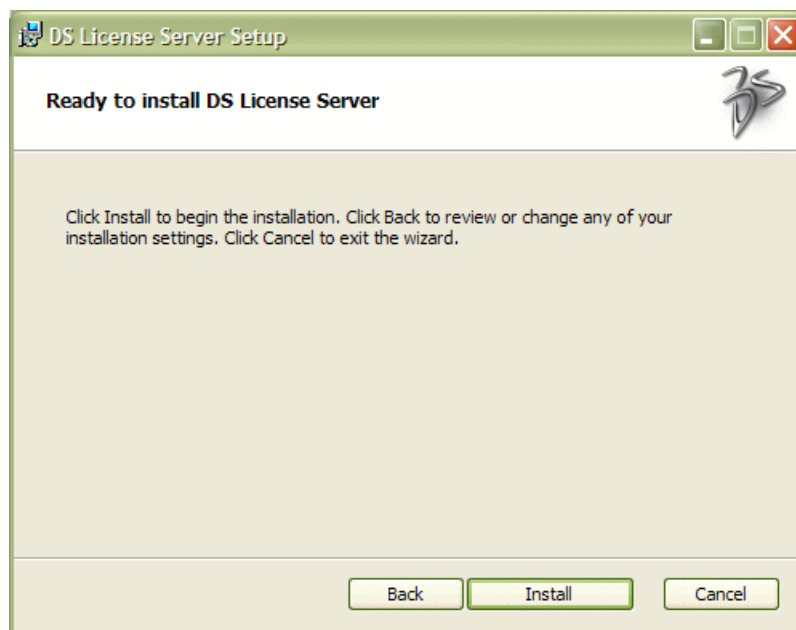 DS License Server Setup
Ready to install DS License Server
Click Install to begin the installation. Click Back to review or change any of your
installation settings. Click Cancel to exit the wizard.
Back Install Cancel